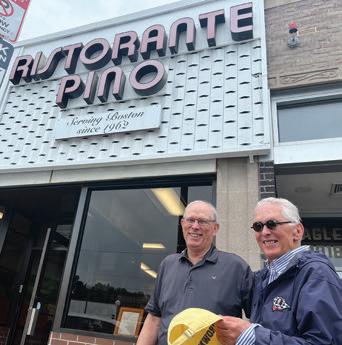 RISTORANTE
PINO
Serving Boston
since 1962